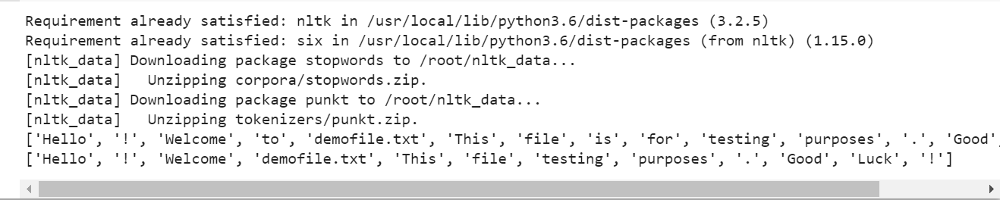 Requirement already satisfied: nltk in /usr/local/lib/python3.6/dist-packages (3.2.5)
Requirement already satisfied: six in /usr/local/lib/python3.6/dist-packages (from nltk) (1.15.0)
[nltk_data] Downloading package stopwords to /root/nltk_data...
[nltk_data]   Unzipping corpora/stopwords.zip.
[nltk_data] Downloading package punkt to /root/nltk_data...
[nltk_data]   Unzipping tokenizers/punkt.zip.
['Hello', '!', 'Welcome', 'to', 'demofile.txt', 'This', 'file', 'is', 'for', 'testing', 'purposes', '.', 'Good'
['Hello', '!', 'Welcome', 'demofile.txt', 'This', 'file', 'testing', 'purposes', '.', 'Good', 'Luck', '!']